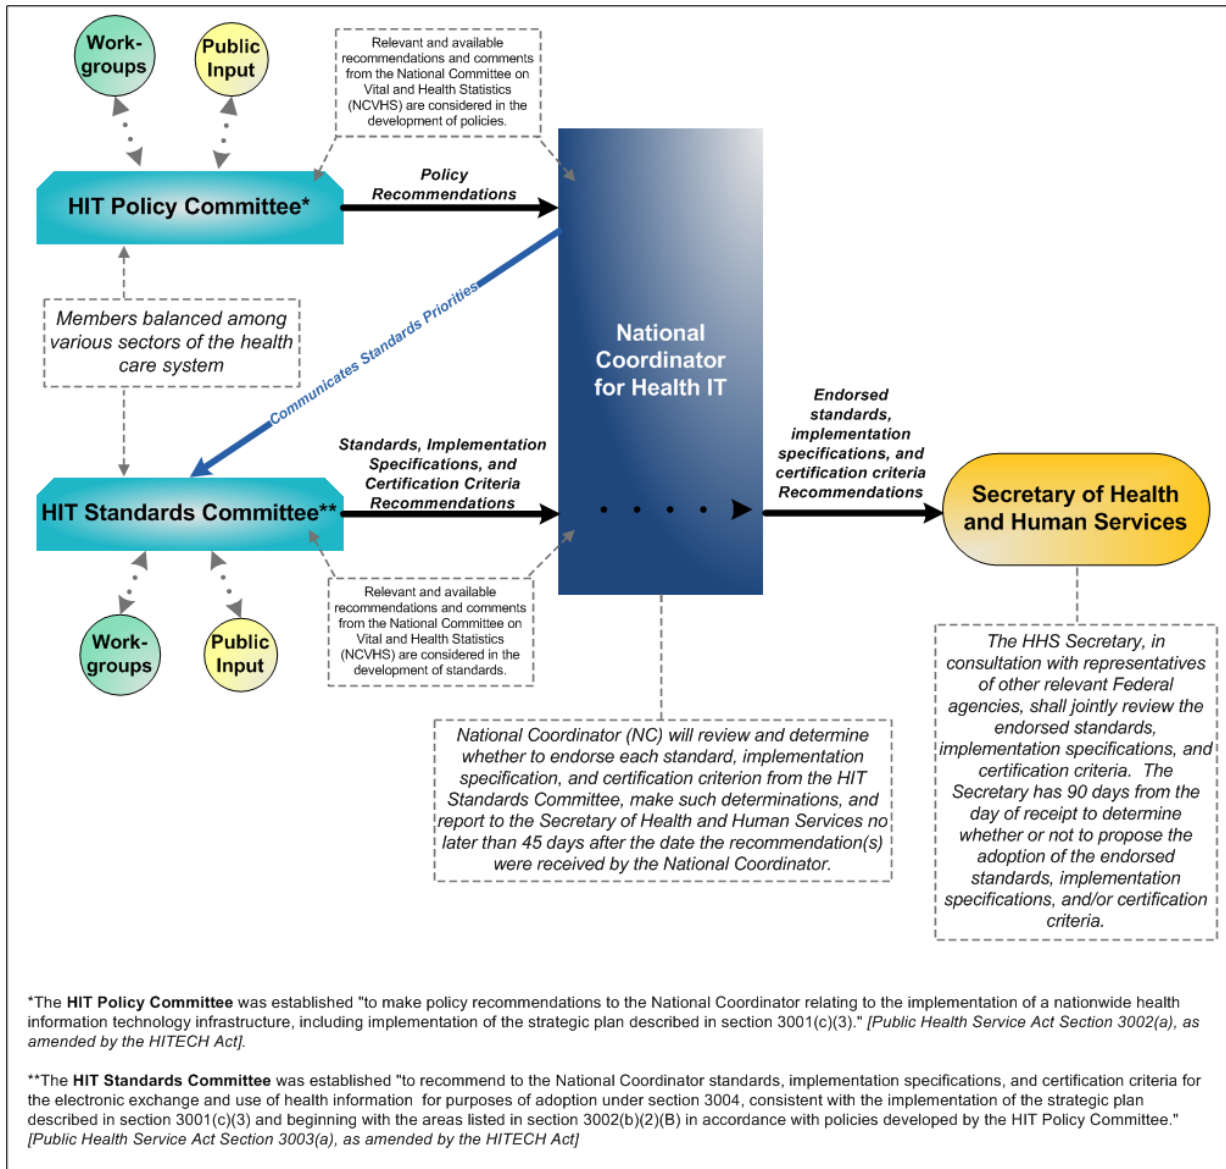 Work-
groups
Public
Input
Relevant and available
recommendations and comments
from the National Committee on
Vital and Health Statistics
(NCVHS) are considered in the
development of policies.
HIT Policy Committee*
Policy
Recommendations
Members balanced among
various sectors of the health
care system
Communicates Standards Priorities
National
Coordinator
for Health IT
Standards, Implementation
Specifications, and
Certification Criteria
Recommendations
HIT Standards Committee**
Endorsed
standards,
implementation
specifications, and
certification criteria
Recommendations
Secretary of Health
and Human Services
Work-
groups
Public
Input
Relevant and available
recommendations and comments
from the National Committee on
Vital and Health Statistics
(NCVHS) are considered in the
development of standards.
National Coordinator (NC) will review and determine
whether to endorse each standard, implementation
specification, and certification criterion from the HIT
Standards Committee, make such determinations, and
report to the Secretary of Health and Human Services no
later than 45 days after the date the recommendation(s)
were received by the National Coordinator.
The HHS Secretary, in
consultation with representatives
of other relevant Federal
agencies, shall jointly review the
endorsed standards,
implementation specifications, and
certification criteria.  The
Secretary has 90 days from the
day of receipt to determine
whether or not to propose the
adoption of the endorsed
standards, implementation
specifications, and/or certification
criteria.
*The HIT Policy Committee was established "to make policy recommendations to the National Coordinator relating to the implementation of a nationwide health
information technology infrastructure, including implementation of the strategic plan described in section 3001(c)(3)." [Public Health Service Act Section 3002(a), as
amended by the HITECH Act].
**The HIT Standards Committee was established "to recommend to the National Coordinator standards, implementation specifications, and certification criteria for
the electronic exchange and use of health information  for purposes of adoption under section 3004, consistent with the implementation of the strategic plan
described in section 3001(c)(3) and beginning with the areas listed in section 3002(b)(2)(B) in accordance with policies developed by the HIT Policy Committee."
[Public Health Service Act Section 3003(a), as amended by the HITECH Act]